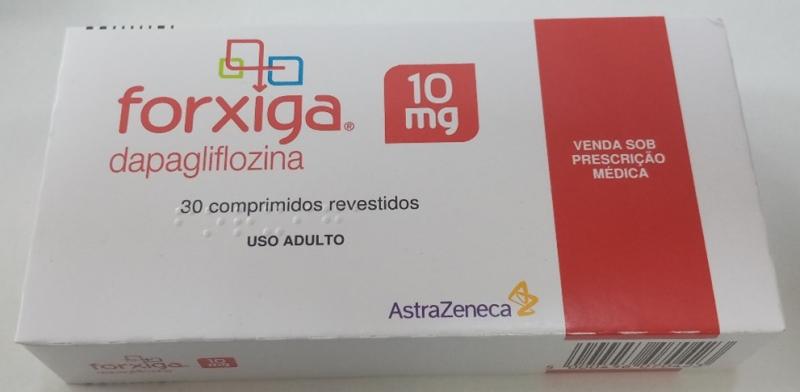 forxiga®
dapagliflozina
10
mg
30 comprimidos revestidos
USO ADULTO
VENDA SOB
PRESCRIÇÃO
MÉDICA
AstraZeneca
forxiga
10
mg